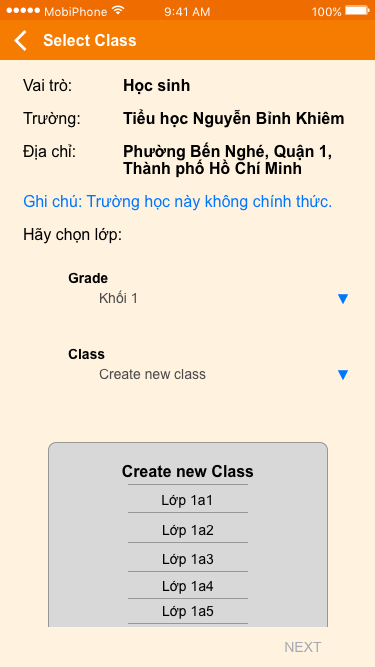 MobiPhone 9:41 AM 100%
Select Class
Vai trò: Học sinh
Trường: Tiểu học Nguyễn Bỉnh Khiêm
Địa chỉ: Phường Bến Nghé, Quận 1,
Thành phố Hồ Chí Minh
Ghi chú: Trường học này không chính thức.
Hãy chọn lớp:
Grade
Khối 1
Class
Create new class
Create new Class
Lớp 1a1
Lớp 1a2
Lớp 1a3
Lớp 1a4
Lớp 1a5
NEXT